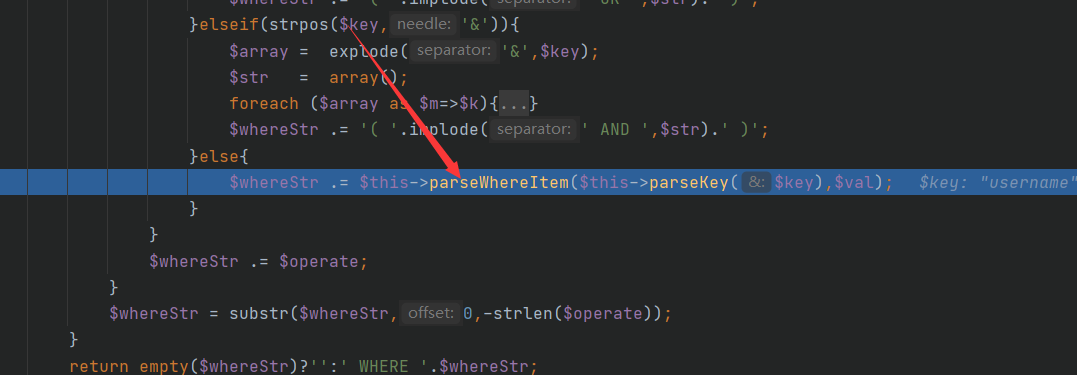 $whereStr .= '( '.implode( separator: ' OR ',$str).' )';
}elseif(strpos($key, needle: '&')){
$array = explode( separator: '&',$key);
$str = array();
foreach ($array as $m=>$k){...}
$whereStr .= '( '.implode( separator: ' AND ',$str).' )';
}else{
$whereStr .= $this->parseWhereItem($this->parseKey( &: $key),$val); $key: "username"
}
}
$whereStr .= $operate;
}
$whereStr = substr($whereStr, offset: 0,-strlen($operate));
}
return empty($whereStr)?'':' WHERE '.$whereStr;